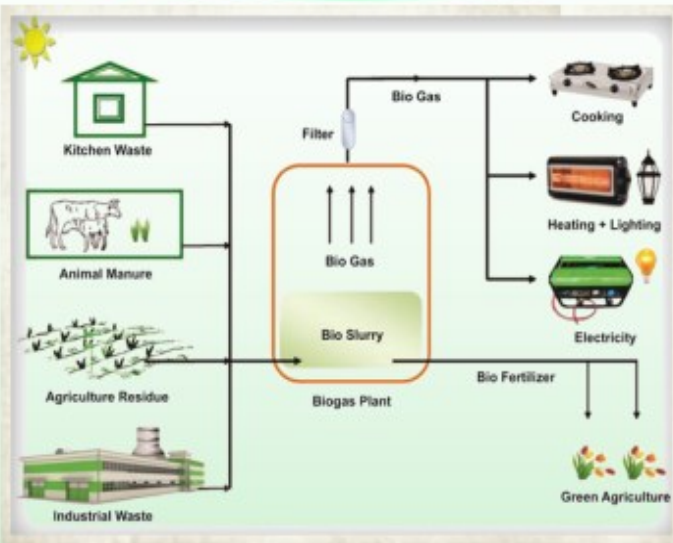 Kitchen Waste
Animal Manure
Agriculture Residue
Industrial Waste
Filter
Bio Gas
Bio Gas
Bio Slurry
Biogas Plant
Bio Fertilizer
Cooking
Heating + Lighting
Electricity
Green Agriculture